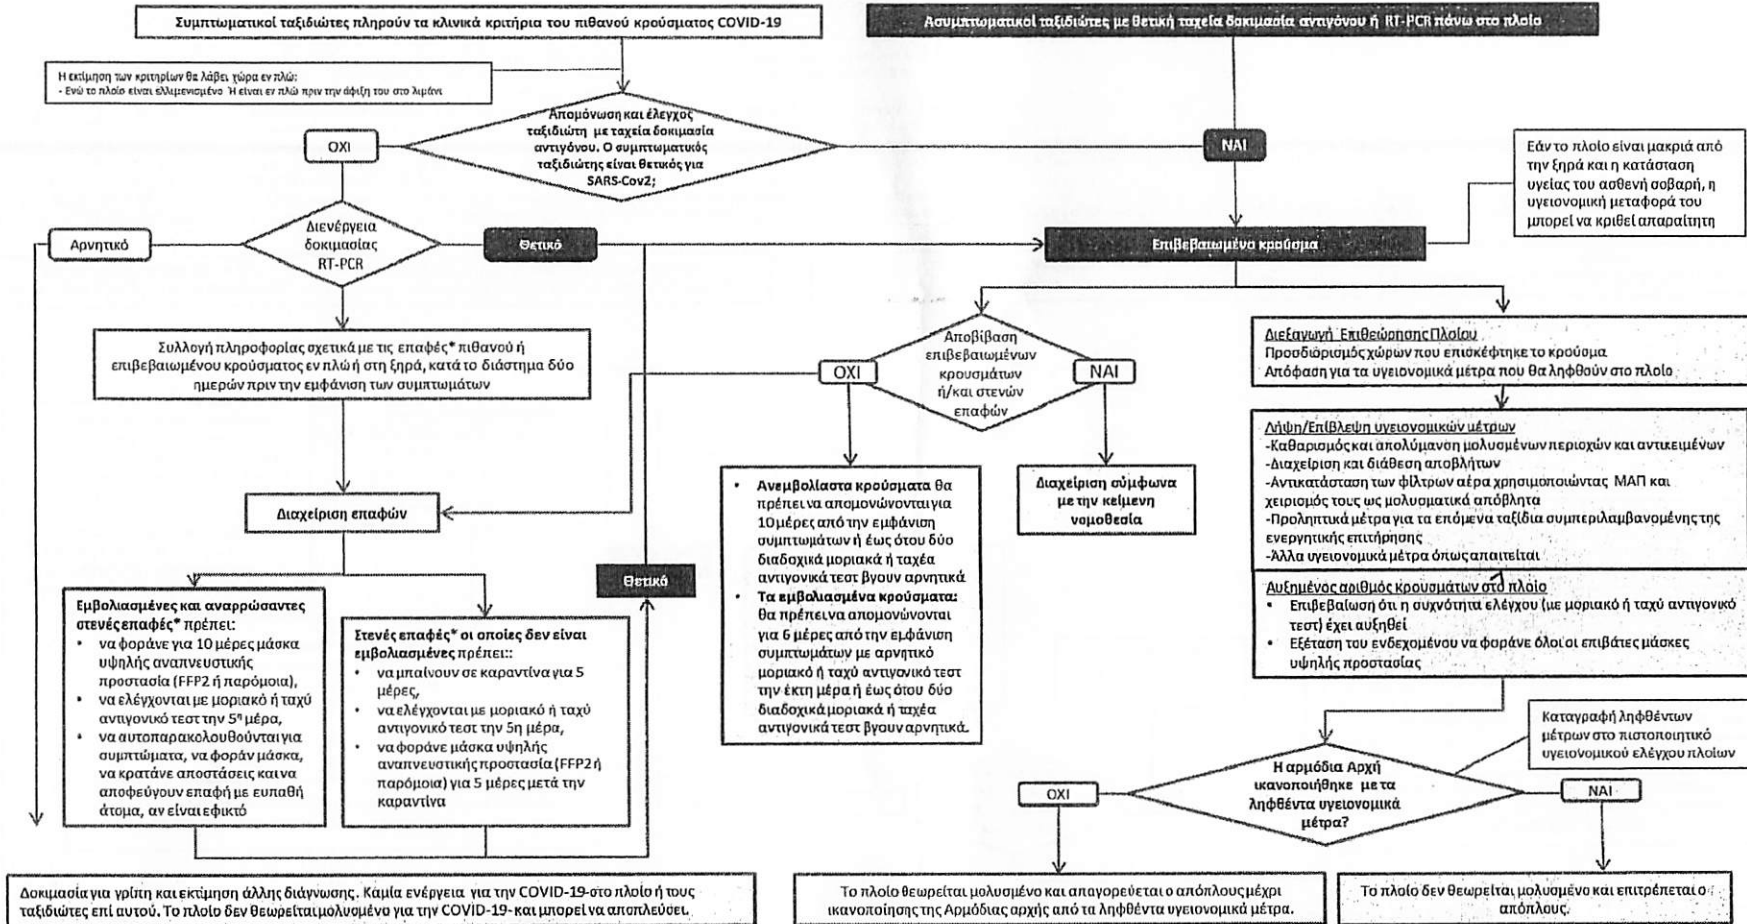 Συμπτωματικοί ταξιδιώτες πληρούν τα κλινικά κριτήρια του πιθανού κρούσματος COVID-19
Ασυμπτωματικοί ταξιδιώτες με θετική ταχεία δοκιμασία αντιγόνου ή RT-PCR πάνω στο πλοίο
Η εκτίμηση των κριτηρίων θα λάβει χώρα εν πλώ:
- Ενώ το πλοίο είναι ελλιμενισμένο Ή είναι εν πλώ πριν την άφιξη του στο λιμάνι
Απομόνωση και έλεγχος
ταξιδιώτη με ταχεία δοκιμασία
αντιγόνου. Ο συμπτωματικός
ταξιδιώτης είναι θετικός για
SARS-Cov2;
ΟΧΙ
ΝΑΙ
Εάν το πλοίο είναι μακριά από
την ξηρά και η κατάσταση
υγείας του ασθενή σοβαρή, η
υγειονομική μεταφορά του
μπορεί να κριθεί απαραίτητη
Αρνητικό
Διενέργεια
δοκιμασίας
RT-PCR
Θετικό
Επιβεβαιωμένο κρούσμα
Συλλογή πληροφορίας σχετικά με τις επαφές* πιθανού ή
επιβεβαιωμένου κρούσματος εν πλώ ή στη ξηρά, κατά το διάστημα δύο
ημερών πριν την εμφάνιση των συμπτωμάτων
Αποβίβαση
επιβεβαιωμένων
κρουσμάτων
ή/και στενών
επαφών
ΟΧΙ
ΝΑΙ
Διεξαγωγή Επιθεώρησης Πλοίου
Προσδιορισμός χώρων που επισκέφτηκε το κρούσμα
Απόφαση για τα υγειονομικά μέτρα που θα ληφθούν στο πλοίο
Λήψη/Επίβλεψη υγειονομικών μέτρων
-Καθαρισμός και απολύμανση μολυσμένων περιοχών και αντικειμένων
-Διαχείριση και διάθεση αποβλήτων
-Αντικατάσταση των φίλτρων αέρα χρησιμοποιώντας ΜΑΠ και
χειρισμός τους ως μολυσματικά απόβλητα
-Προληπτικά μέτρα για τα επόμενα ταξίδια συμπεριλαμβανομένης της
ενεργητικής επιτήρησης
-Άλλα υγειονομικά μέτρα όπως απαιτείται
Αυξημένος αριθμός κρουσμάτων στο πλοίο
• Επιβεβαίωση ότι η συχνότητα ελέγχου (με μοριακό ή ταχύ αντιγονικό
τεστ) έχει αυξηθεί
• Εξέταση του ενδεχομένου να φοράνε όλοι οι επιβάτες μάσκες
υψηλής προστασίας
Διαχείριση επαφών
• Ανεμβολίαστα κρούσματα θα
πρέπει να απομονώνονται για
10 μέρες από την εμφάνιση
συμπτωμάτων ή έως ότου δύο
διαδοχικά μοριακά ή ταχέα
αντιγονικά τεστ βγουν αρνητικά
• Τα εμβολιασμένα κρούσματα:
θα πρέπει να απομονώνονται
για 6 μέρες από την εμφάνιση
συμπτωμάτων με αρνητικό
μοριακό ή ταχύ αντιγονικό τεστ
την έκτη μέρα ή έως ότου δύο
διαδοχικά μοριακά ή ταχέα
αντιγονικά τεστ βγουν αρνητικά.
Διαχείριση σύμφωνα
με την κείμενη
νομοθεσία
Θετικά
Εμβολιασμένες και αναρρώσαντες
στενές επαφές* πρέπει:
• να φοράνε για 10 μέρες μάσκα
υψηλής αναπνευστικής
προστασία (FFP2 ή παρόμοια),
• να ελέγχονται με μοριακό ή ταχύ
αντιγονικό τεστ την 5η μέρα,
• να αυτοπαρακολουθούνται για
συμπτώματα, να φοράν μάσκα,
να κρατάνε αποστάσεις και να
αποφεύγουν επαφή με ευπαθή
άτομα, αν είναι εφικτό
Στενές επαφές* οι οποίες δεν είναι
εμβολιασμένες πρέπει::
• να μπαίνουν σε καραντίνα για 5
μέρες,
• να ελέγχονται με μοριακό ή ταχύ
αντιγονικό τεστ την 5η μέρα,
• να φοράνε μάσκα υψηλής
αναπνευστικής προστασία (FFP2 ή
παρόμοια) για 5 μέρες μετά την
καραντίνα
Καταγραφή ληφθέντων
μέτρων στο πιστοποιητικό
υγειονομικού ελέγχου πλοίων
Η αρμόδια Αρχή
ικανοποιήθηκε με τα
ληφθέντα υγειονομικά
μέτρα?
ΟΧΙ
ΝΑΙ
Δοκιμασία για γρίπη και εκτίμηση άλλης διάγνωσης. Καμία ενέργεια για την COVID-19-στο πλοίο ή τους
ταξιδιώτες επί αυτού. Το πλοίο δεν θεωρείται μολυσμένο για την COVID-19- και μπορεί να αποπλεύσει.
Το πλοίο θεωρείται μολυσμένο και απαγορεύεται ο απόπλους μέχρι
ικανοποίησης της Αρμόδιας αρχής από τα ληφθέντα υγειονομικά μέτρα.
Το πλοίο δεν θεωρείται μολυσμένο και επιτρέπεται ο
απόπλους.